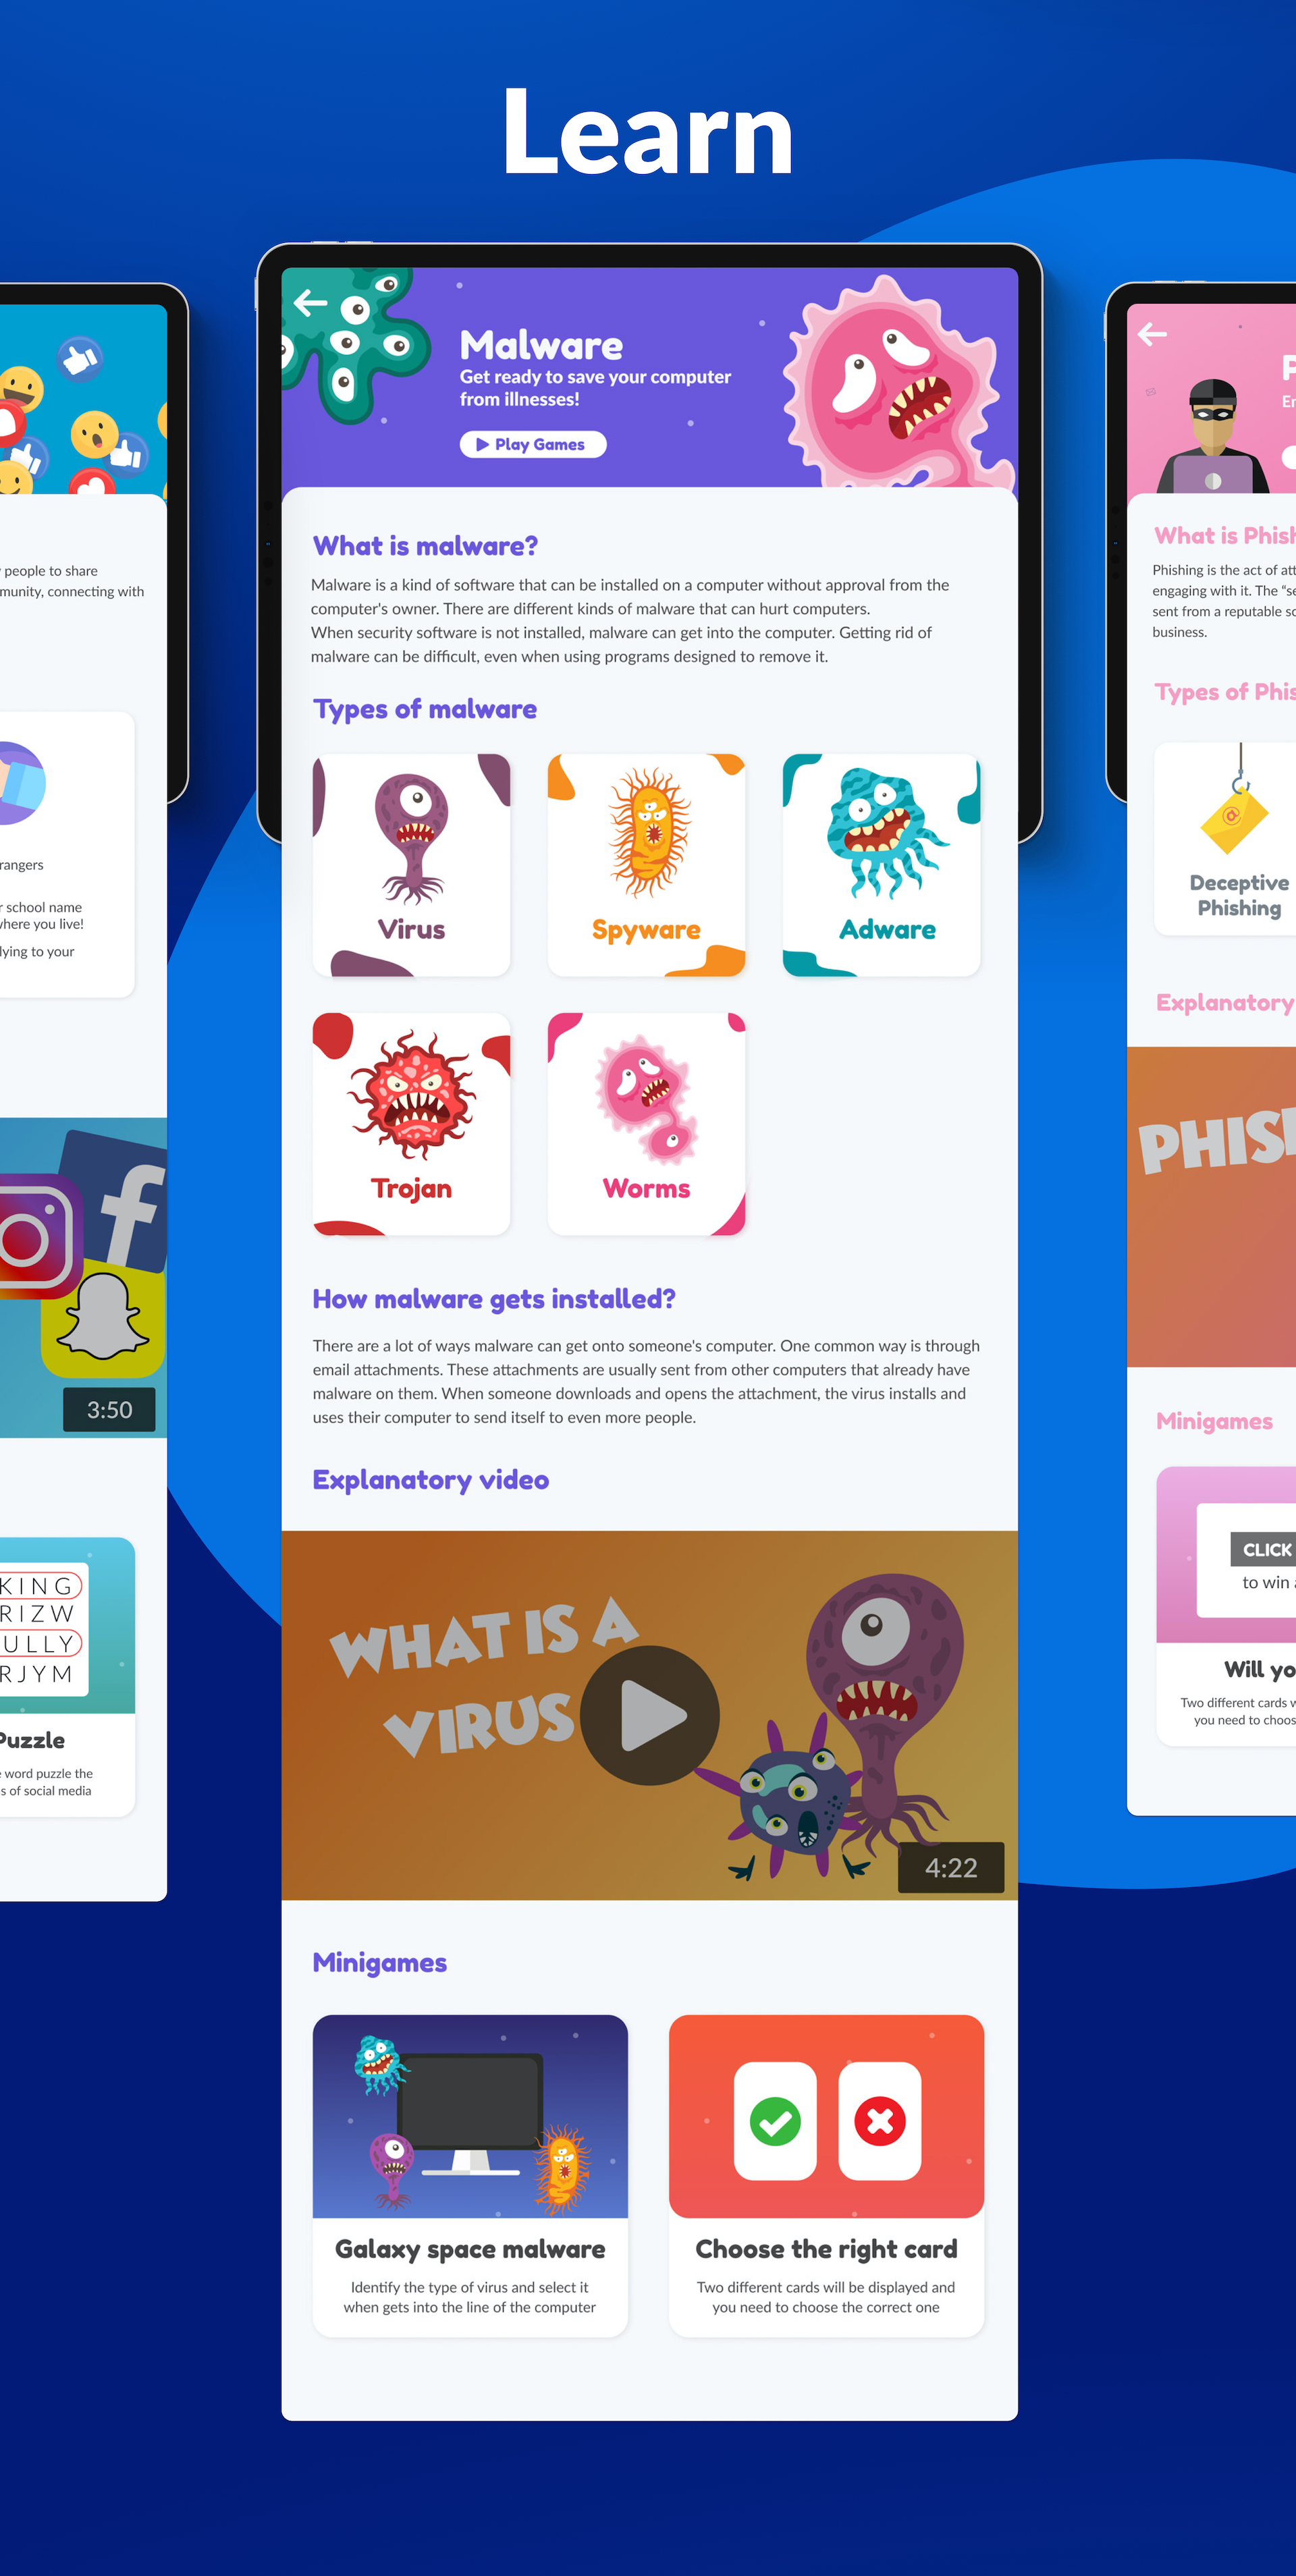 Learn
people to share
munity, connecting with
rangers
school name
where you live!
lying to your
3:50
KING
RIZW
ULLY
RJYM
Puzzle
word puzzle the
s of social media
Malware
Get ready to save your computer
from illnesses!
Play Games
What is malware?
Malware is a kind of software that can be installed on a computer without approval from the
computer's owner. There are different kinds of malware that can hurt computers.
When security software is not installed, malware can get into the computer. Getting rid of
malware can be difficult, even when using programs designed to remove it.
Types of malware
Virus
Spyware
Adware
Trojan
Worms
How malware gets installed?
There are a lot of ways malware can get onto someone's computer. One common way is through
email attachments. These attachments are usually sent from other computers that already have
malware on them. When someone downloads and opens the attachment, the virus installs and
uses their computer to send itself to even more people.
Explanatory video
WHAT IS A
VIRUS
4:22
Minigames
Galaxy space malware
Identify the type of virus and select it
when gets into the line of the computer
Choose the right card
Two different cards will be displayed and
you need to choose the correct one
What is Phish
Phishing is the act of att
engaging with it. The “se
sent from a reputable so
business.
Types of Phis
Deceptive
Phishing
Explanatory
PHIS
Minigames
CLICK
to win a
Will yo
Two different cards w
you need to choos